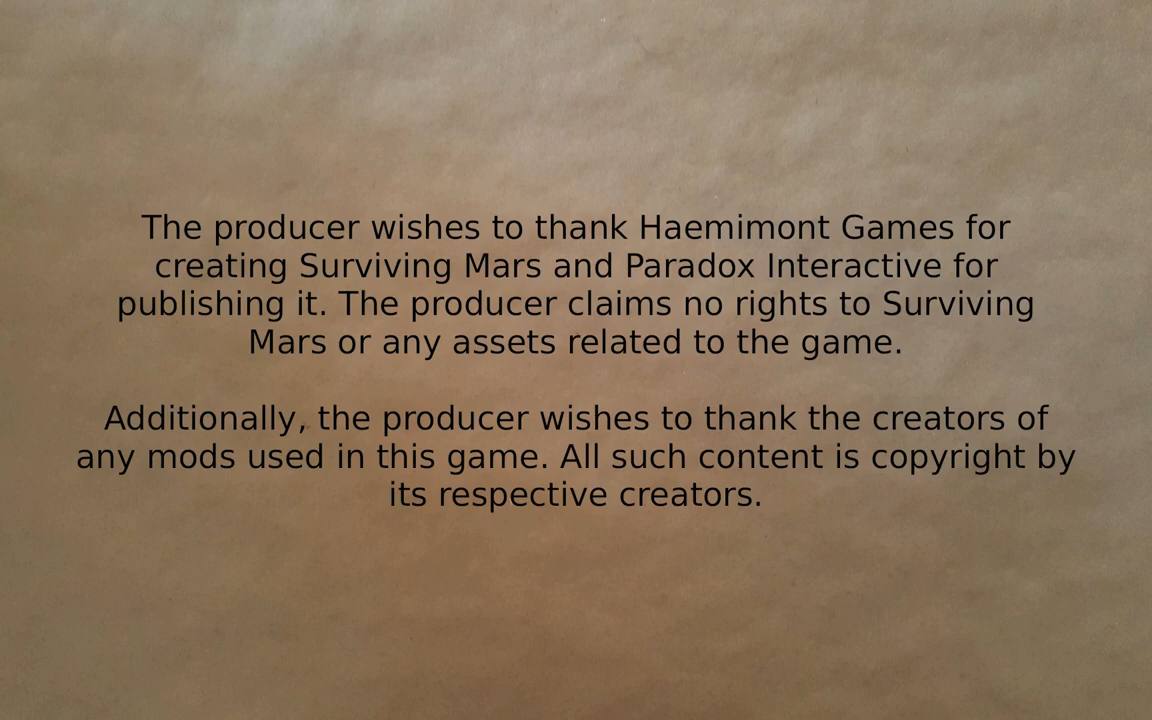 The producer wishes to thank Haemimont Games for
creating Surviving Mars and Paradox Interactive for
publishing it. The producer claims no rights to Surviving
Mars or any assets related to the game.
Additionally, the producer wishes to thank the creators of
any mods used in this game. All such content is copyright by
its respective creators.